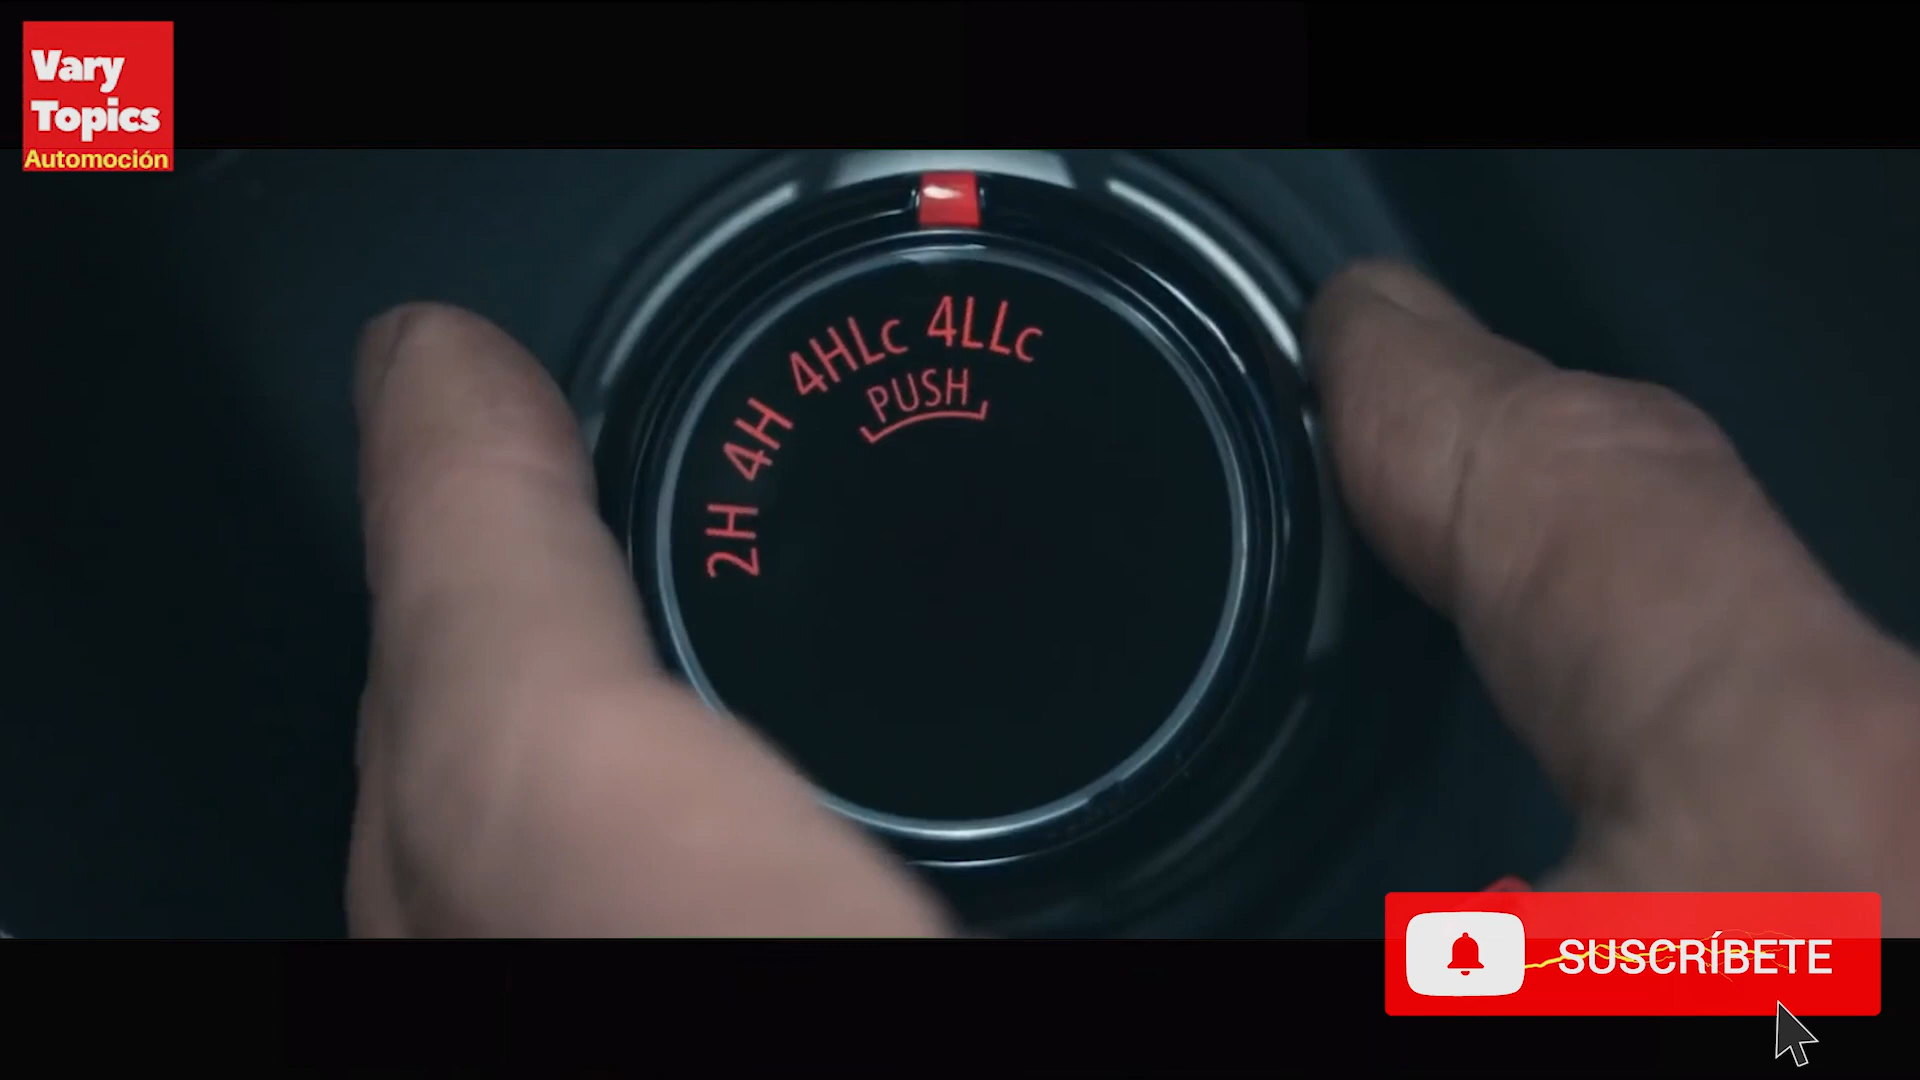 Vary
Topics
Automoción
2H 4H 4HLc 4LLc
PUSH
SUSCRÍBETE